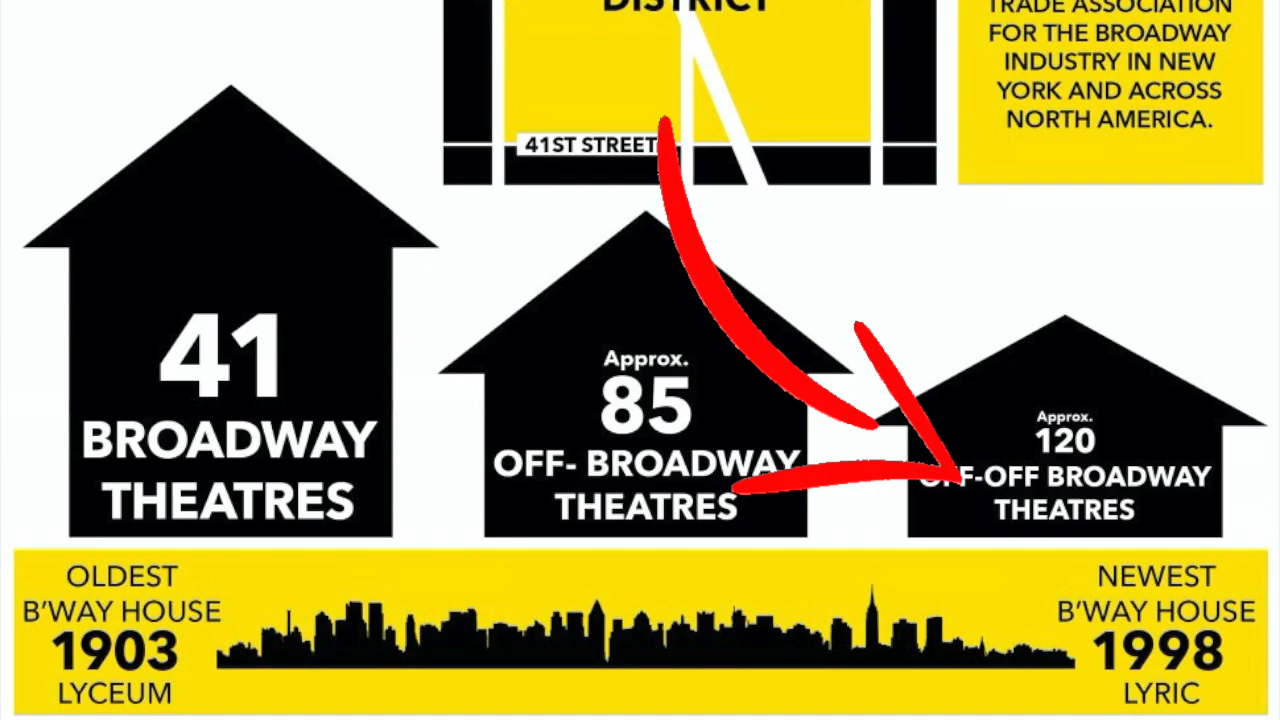 DISTRICT
41ST STREET
TRADE ASSOCIATION
FOR THE BROADWAY
INDUSTRY IN NEW
YORK AND ACROSS
NORTH AMERICA.
41
BROADWAY
THEATRES
Approx.
85
OFF- BROADWAY
THEATRES
Approx.
120
OFF-OFF BROADWAY
THEATRES
OLDEST
B'WAY HOUSE
1903
LYCEUM
NEWEST
B'WAY HOUSE
1998
LYRIC